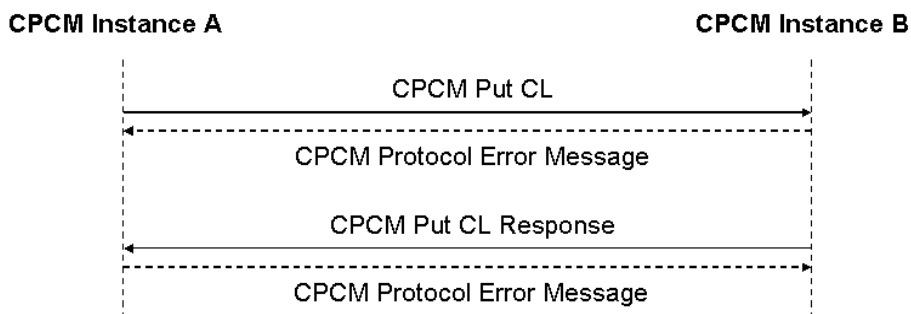 CPCM Instance A
CPCM Instance B
CPCM Put CL
CPCM Protocol Error Message
CPCM Put CL Response
CPCM Protocol Error Message